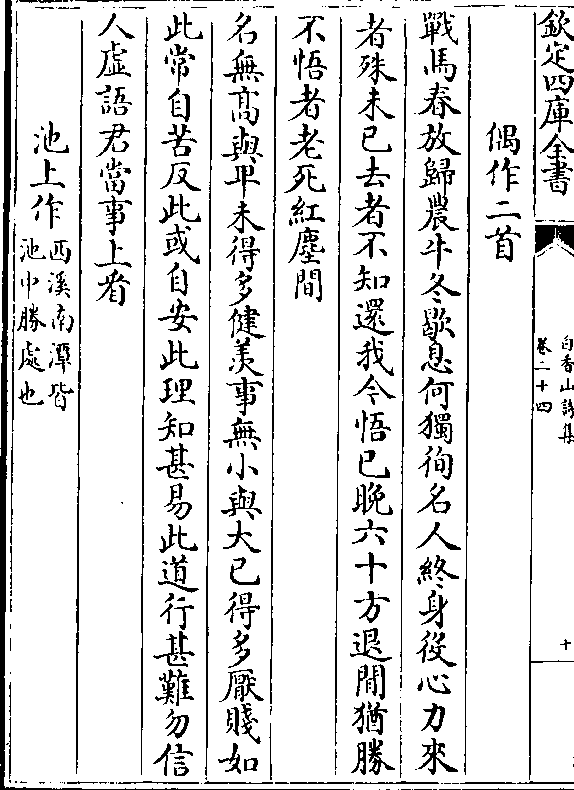 欽定四庫全書
白香山詩集
卷二十四
十
偶作二首
戰馬春放歸農牛冬歇息何獨徇名人終身役心力來
者殊未已去者不知還我今悟已晚六十方退閒猶勝
不悟者老死紅塵間
名無高與卑未得多健羨事無小與大已得多厭賤如
此常自苦反此或自安此理知甚易此道行甚難勿信
人虛語君當事上看
池上作西溪南潭皆
池中勝處也